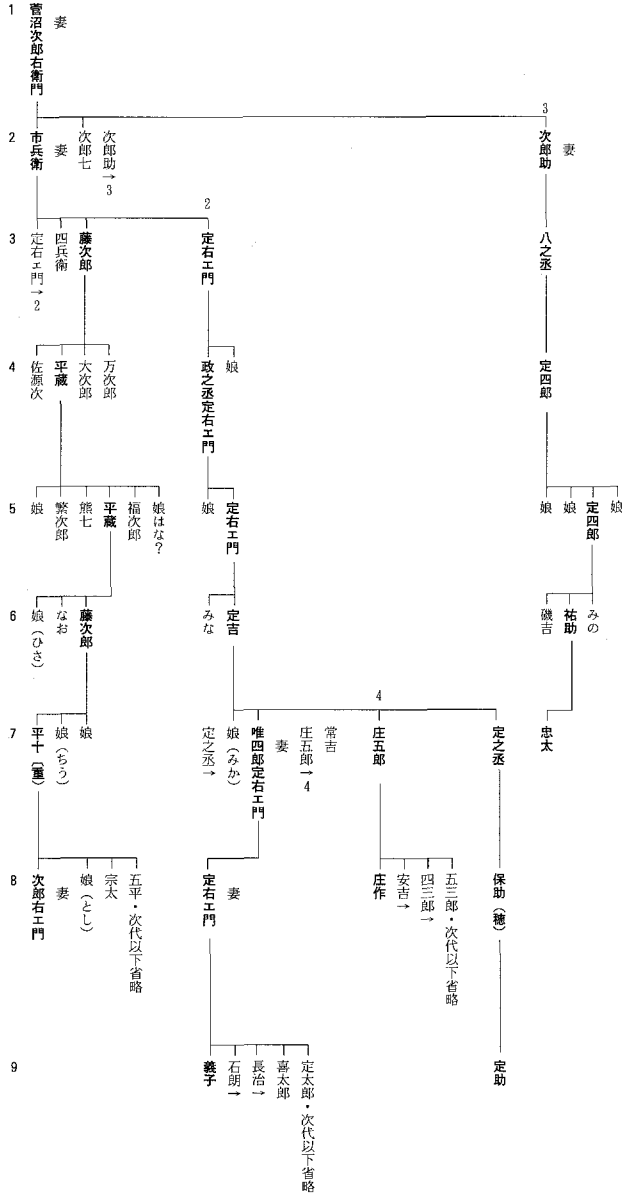 1
菅沼次郎右衛門
妻
3
2
市兵衛
妻
次郎七
次郎助→3
次郎助
妻
2
3
定右エ門→2
四兵衛
藤次郎
定右エ門
八之丞
4
佐源次
平蔵
大次郎
万次郎
政之丞定右エ門
娘
定四郎
5
娘
繁次郎
熊七
平蔵
福次郎
娘はな?
娘
定右エ門
娘
娘
定四郎
娘
6
娘(ひさ)
なお
藤次郎
みな
定吉
磯吉
祐助
みの
4
7
平十(重)
娘(ちう)
娘
定之丞→
娘(みか)
唯四郎定右エ門
妻
庄五郎→4
常吉
庄五郎
定之丞
忠太
8
次郎右エ門
妻
娘(とし)
宗太
五平・次代以下省略
定右エ門
妻
庄作
安吉→
四三郎→
五三郎・次代以下省略
保助(穂)
9
義子
石朗→
長治→
喜太郎
定太郎・次代以下省略
定助